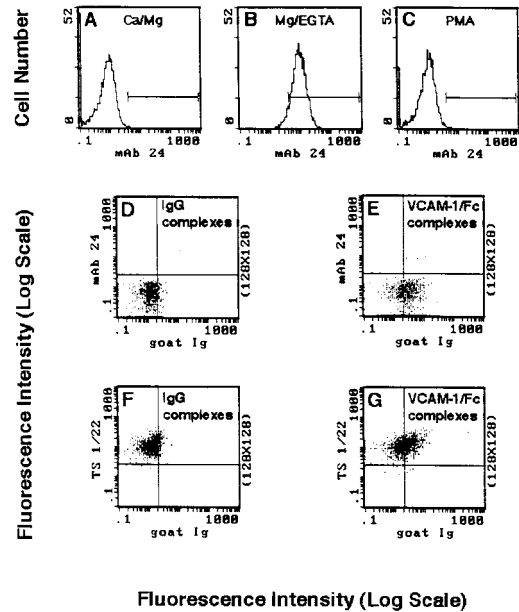 A Ca/Mg
B Mg/EGTA
C PMA
Cell Number
52
0
.1 1000
mAb 24
52
0
.1 1000
mAb 24
52
0
.1 1000
mAb 24
Fluorescence Intensity (Log Scale)
D IgG complexes
mAb 24
.1 1000
(128X128)
.1 1000
goat Ig
E VCAM-1/Fc complexes
mAb 24
.1 1000
(128X128)
.1 1000
goat Ig
F IgG complexes
TS 1/22
.1 1000
(128X128)
.1 1000
goat Ig
G VCAM-1/Fc complexes
TS 1/22
.1 1000
(128X128)
.1 1000
goat Ig
Fluorescence Intensity (Log Scale)